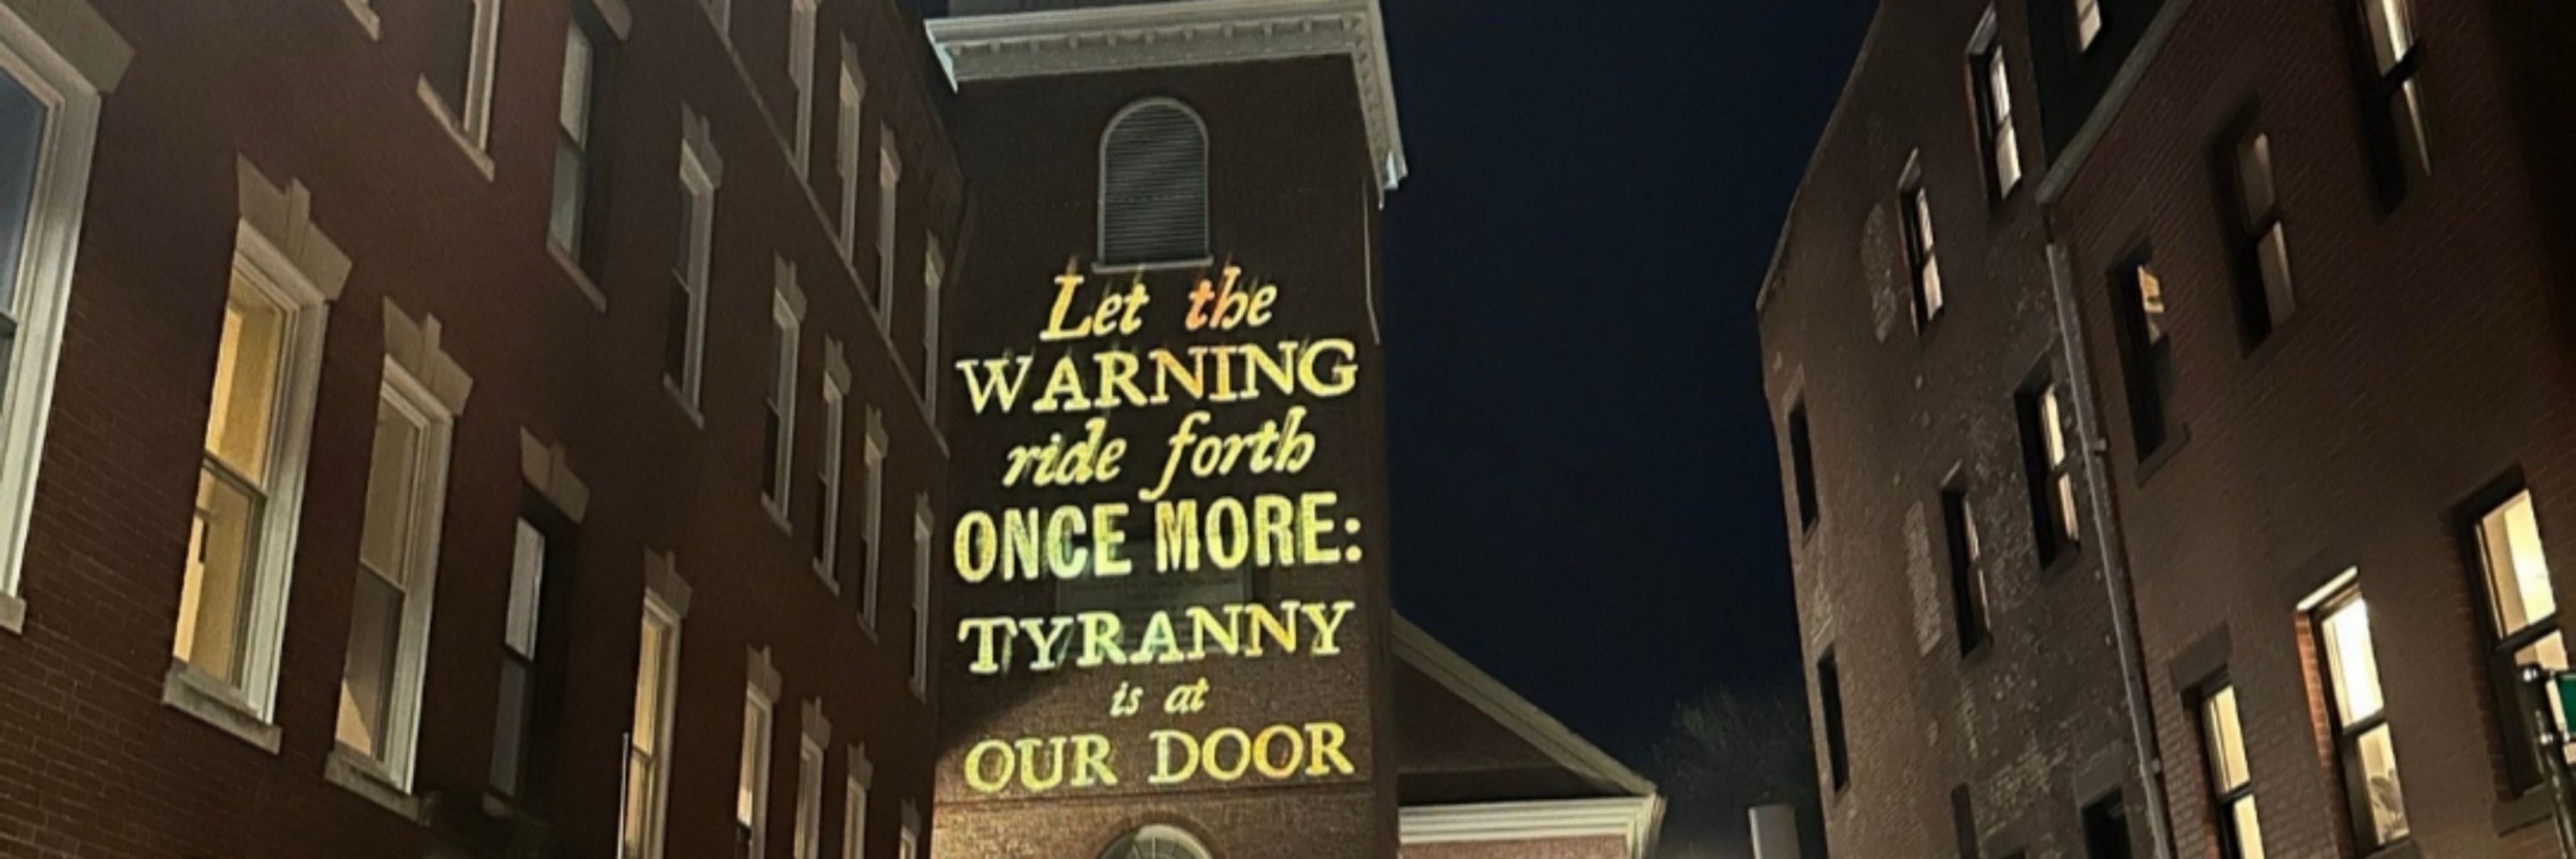 Let the
WARNING
ride forth
ONCE MORE:
TYRANNY
is at
OUR DOOR